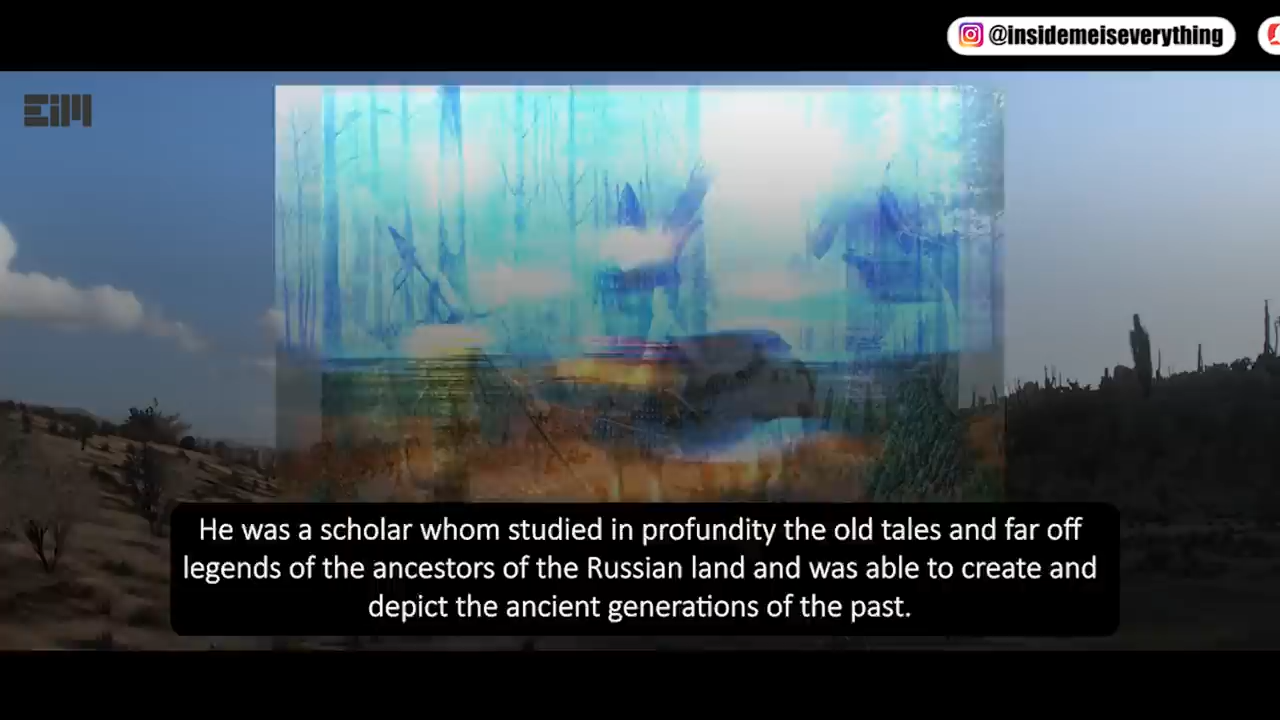 @insidemeiseverything
EiM
He was a scholar whom studied in profundity the old tales and far off
legends of the ancestors of the Russian land and was able to create and
depict the ancient generations of the past.